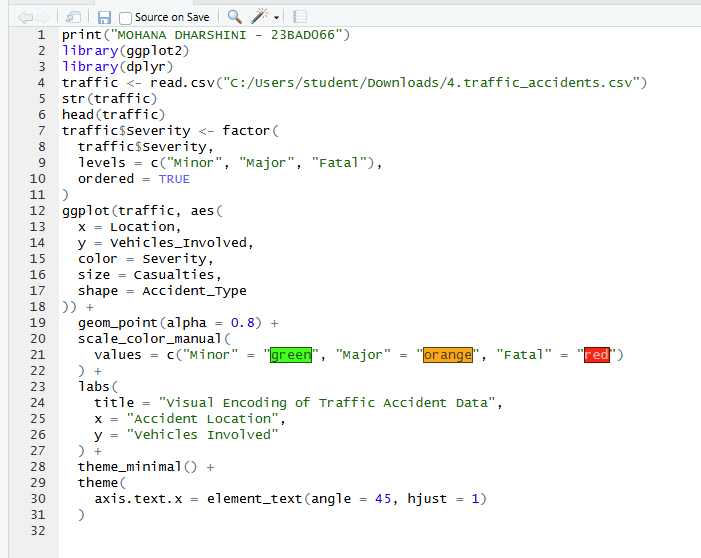 Source on Save
1 print("MOHANA DHARSHINI - 23BAD066")
2 library(ggplot2)
3 library(dplyr)
4 traffic <- read.csv("C:/Users/student/Downloads/4.traffic_accidents.csv")
5 str(traffic)
6 head(traffic)
7 traffic$Severity <- factor(
8   traffic$Severity,
9   levels = c("Minor", "Major", "Fatal"),
10   ordered = TRUE
11 )
12 ggplot(traffic, aes(
13   x = Location,
14   y = Vehicles_Involved,
15   color = Severity,
16   size = Casualties,
17   shape = Accident_Type
18 )) +
19   geom_point(alpha = 0.8) +
20   scale_color_manual(
21     values = c("Minor" = "green", "Major" = "orange", "Fatal" = "red")
22   ) +
23   labs(
24     title = "Visual Encoding of Traffic Accident Data",
25     x = "Accident Location",
26     y = "Vehicles Involved"
27   ) +
28   theme_minimal() +
29   theme(
30     axis.text.x = element_text(angle = 45, hjust = 1)
31   )
32